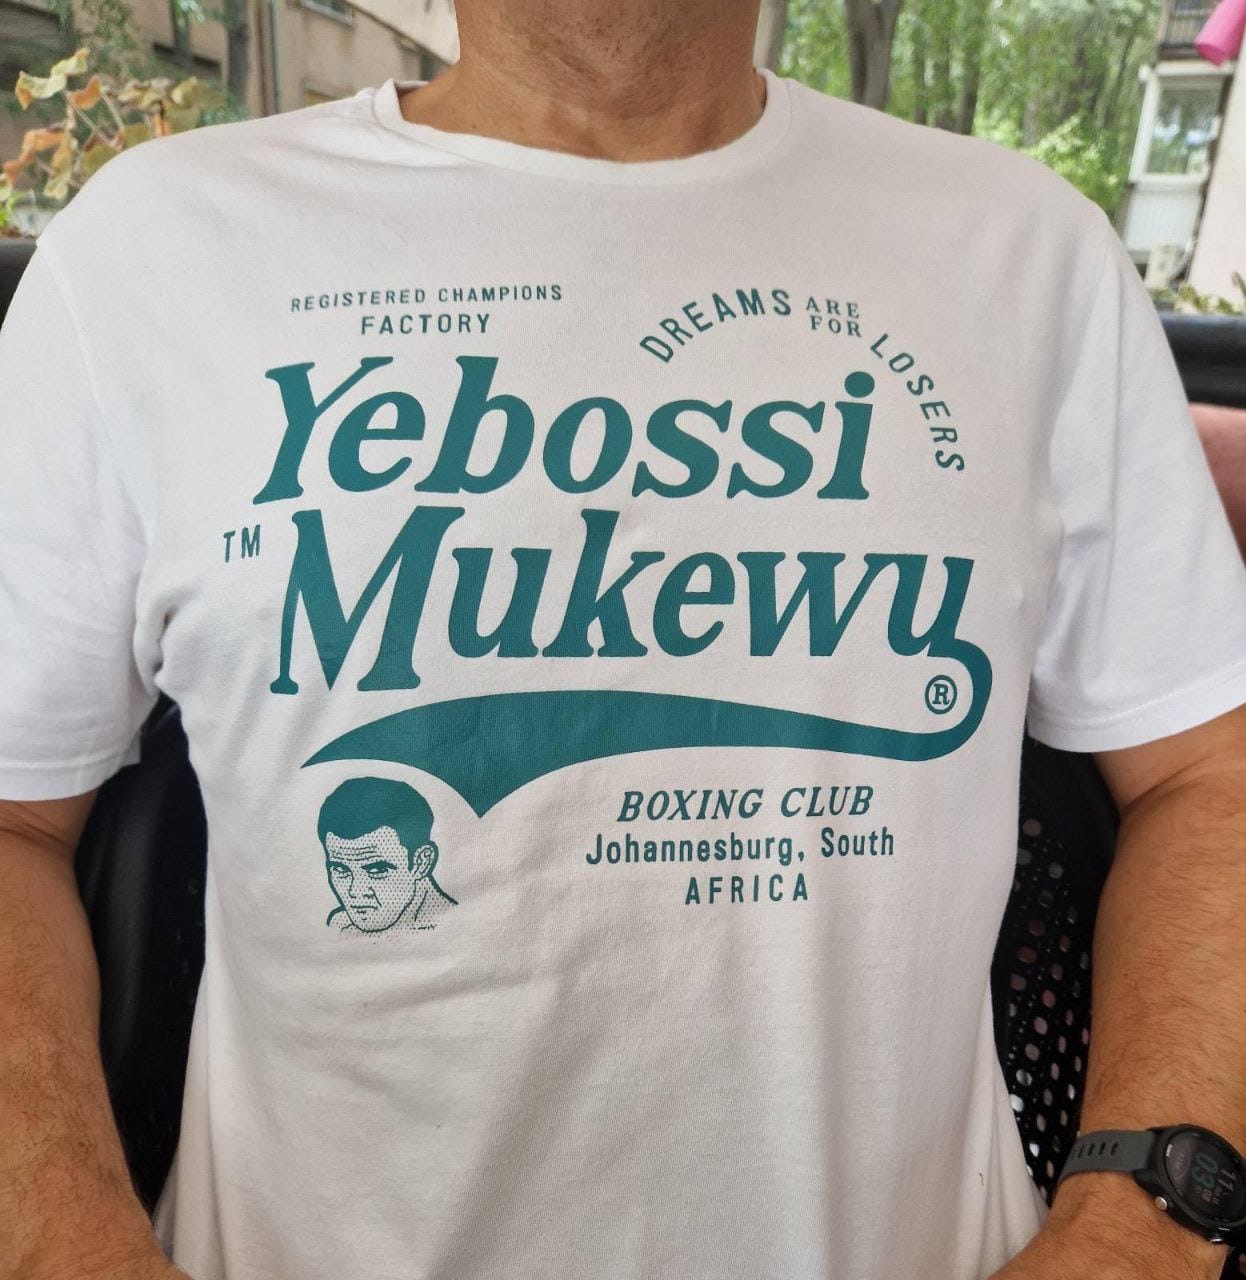 REGISTERED CHAMPIONS
FACTORY
DREAMS ARE FOR LOSERS
Yebossi
TM Mukewu
®
BOXING CLUB
Johannesburg, South
AFRICA